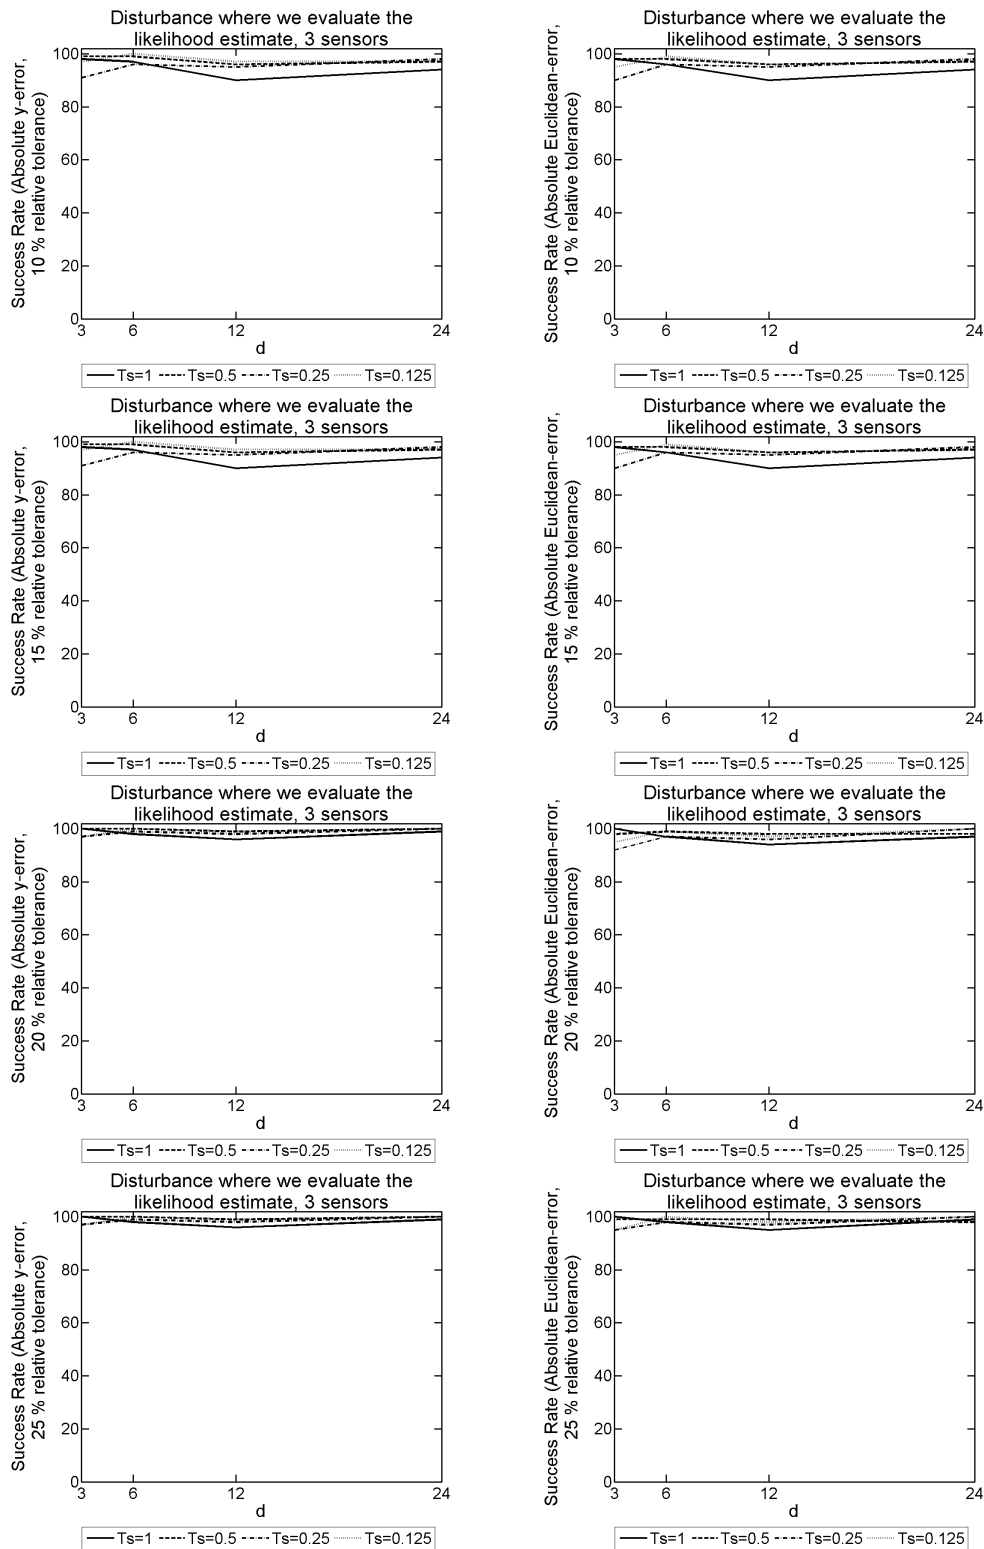 Disturbance where we evaluate the
likelihood estimate, 3 sensors
Success Rate (Absolute y-error,
10 % relative tolerance)
100
80
60
40
20
0
3 6 12 24
d
Ts=1 Ts=0.5 Ts=0.25 Ts=0.125
Disturbance where we evaluate the
likelihood estimate, 3 sensors
Success Rate (Absolute Euclidean-error,
10 % relative tolerance)
100
80
60
40
20
0
3 6 12 24
d
Ts=1 Ts=0.5 Ts=0.25 Ts=0.125
Disturbance where we evaluate the
likelihood estimate, 3 sensors
Success Rate (Absolute y-error,
15 % relative tolerance)
100
80
60
40
20
0
3 6 12 24
d
Ts=1 Ts=0.5 Ts=0.25 Ts=0.125
Disturbance where we evaluate the
likelihood estimate, 3 sensors
Success Rate (Absolute Euclidean-error,
15 % relative tolerance)
100
80
60
40
20
0
3 6 12 24
d
Ts=1 Ts=0.5 Ts=0.25 Ts=0.125
Disturbance where we evaluate the
likelihood estimate, 3 sensors
Success Rate (Absolute y-error,
20 % relative tolerance)
100
80
60
40
20
0
3 6 12 24
d
Ts=1 Ts=0.5 Ts=0.25 Ts=0.125
Disturbance where we evaluate the
likelihood estimate, 3 sensors
Success Rate (Absolute Euclidean-error,
20 % relative tolerance)
100
80
60
40
20
0
3 6 12 24
d
Ts=1 Ts=0.5 Ts=0.25 Ts=0.125
Disturbance where we evaluate the
likelihood estimate, 3 sensors
Success Rate (Absolute y-error,
25 % relative tolerance)
100
80
60
40
20
0
3 6 12 24
d
Ts=1 Ts=0.5 Ts=0.25 Ts=0.125
Disturbance where we evaluate the
likelihood estimate, 3 sensors
Success Rate (Absolute Euclidean-error,
25 % relative tolerance)
100
80
60
40
20
0
3 6 12 24
d
Ts=1 Ts=0.5 Ts=0.25 Ts=0.125